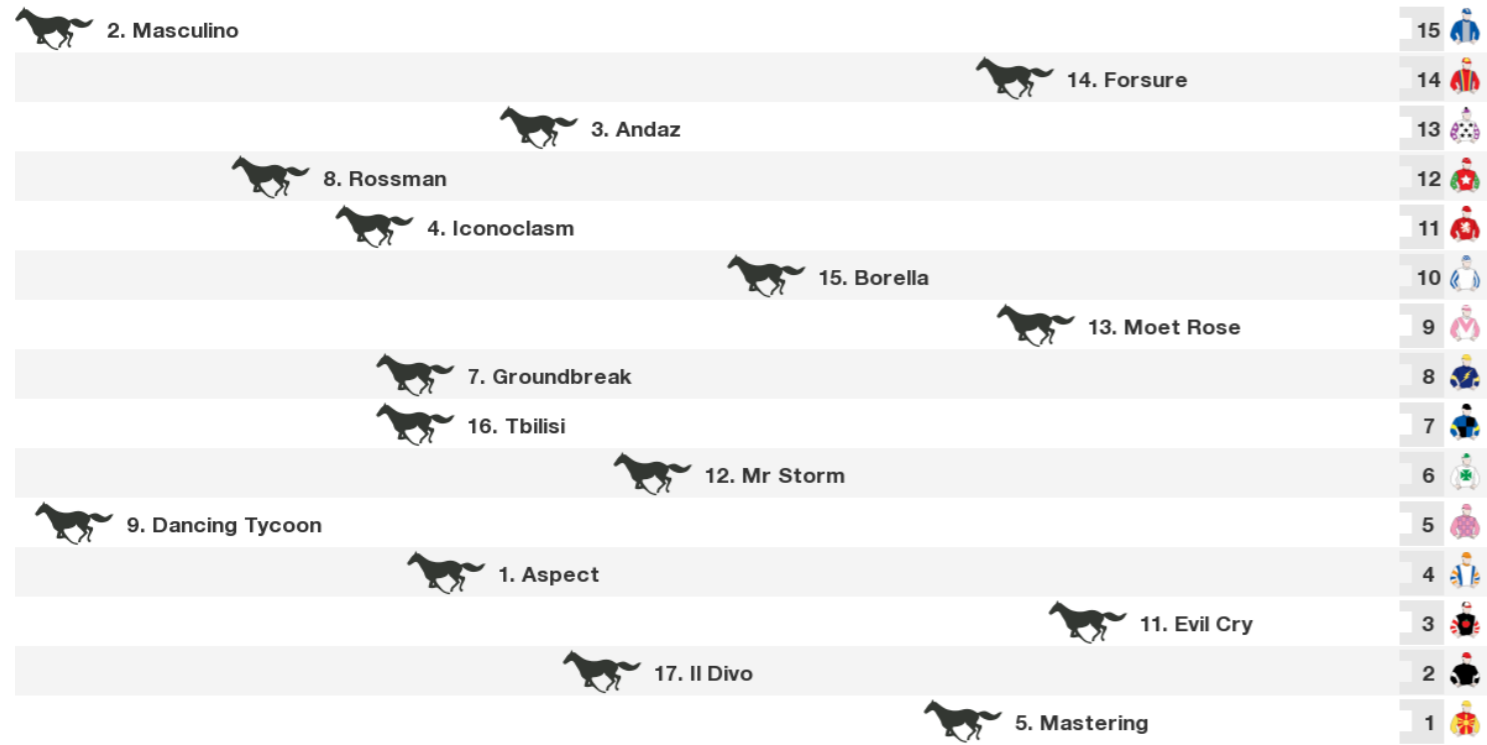 2. Masculino 15
14. Forsure 14
3. Andaz 13
8. Rossman 12
4. Iconoclasm 11
15. Borella 10
13. Moet Rose 9
7. Groundbreak 8
16. Tbilisi 7
12. Mr Storm 6
9. Dancing Tycoon 5
1. Aspect 4
11. Evil Cry 3
17. Il Divo 2
5. Mastering 1